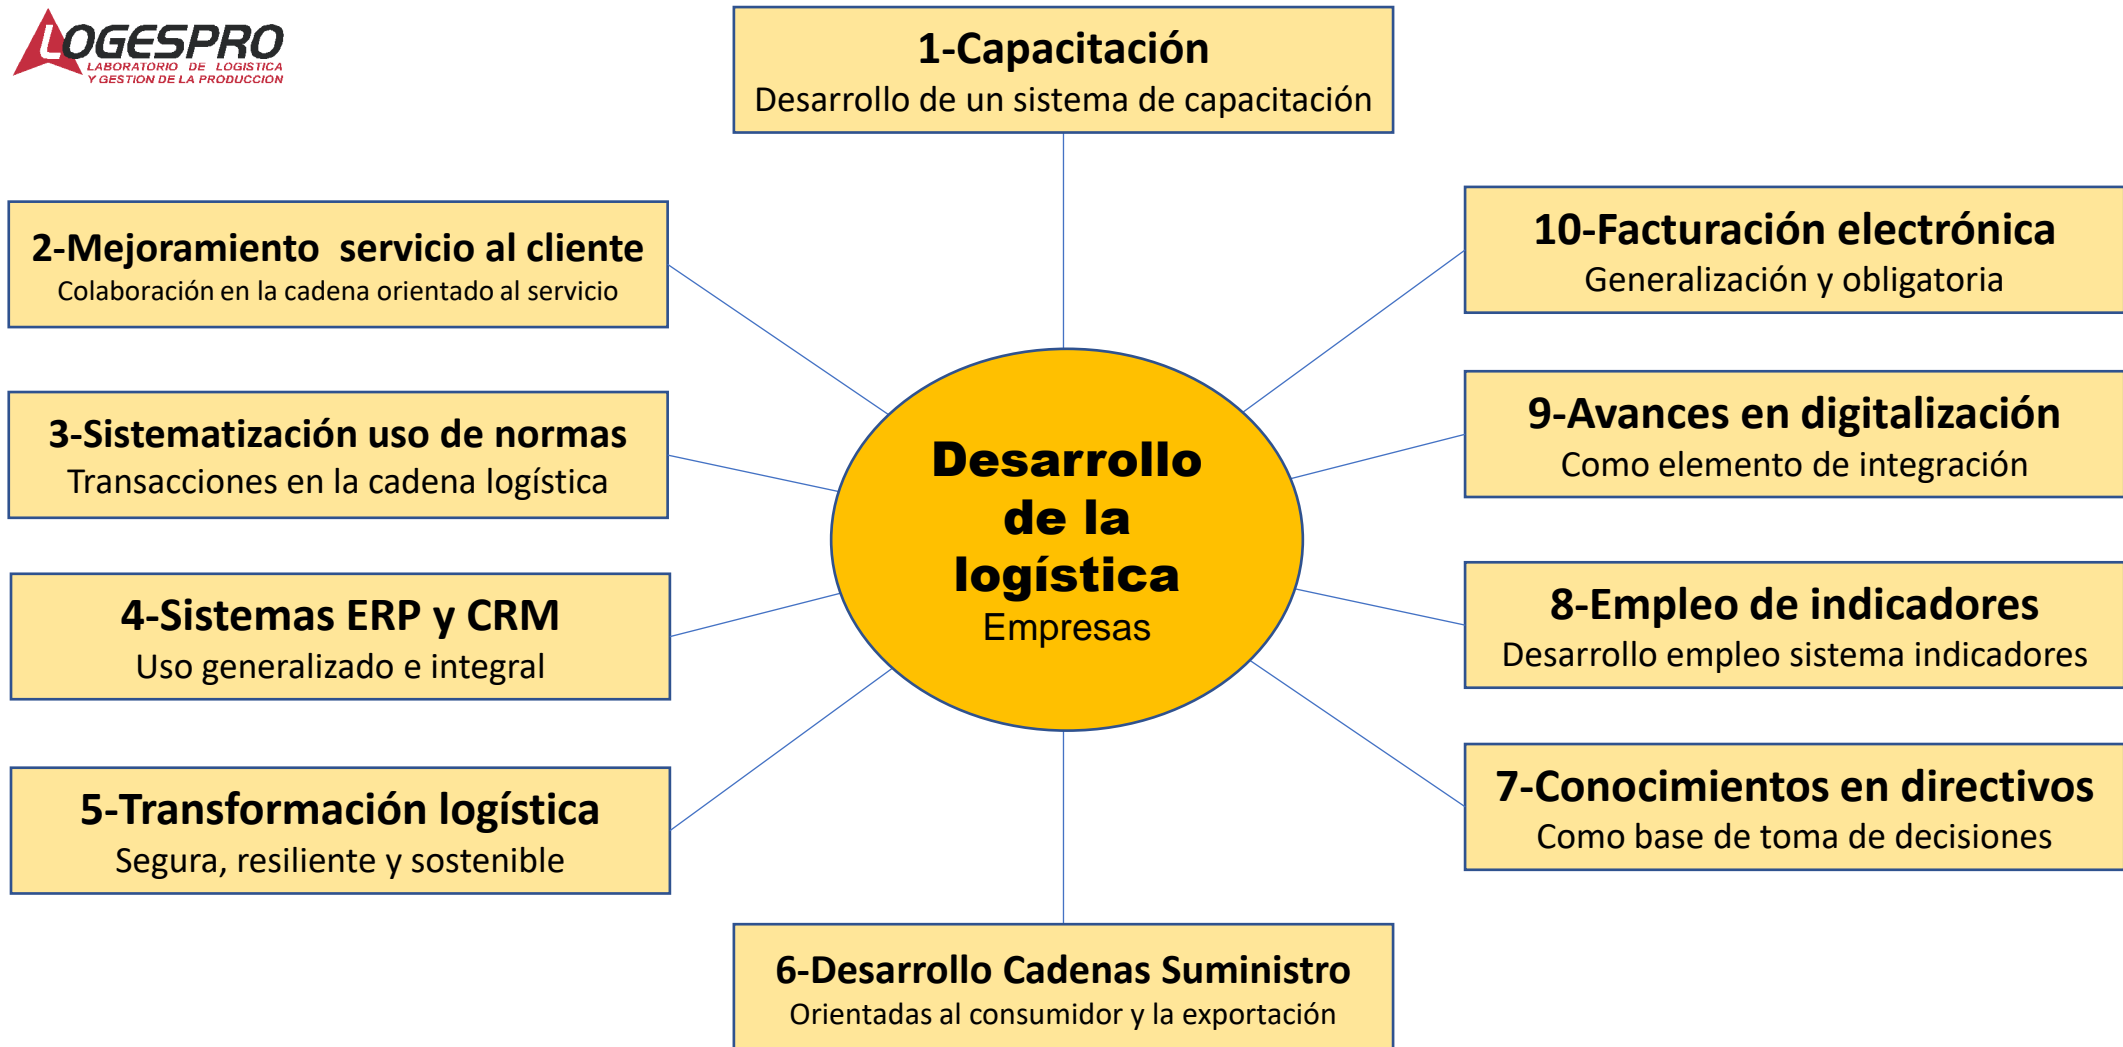 LOGESPRO
LABORATORIO DE LOGISTICA
Y GESTION DE LA PRODUCCION
1-Capacitación
Desarrollo de un sistema de capacitación
2-Mejoramiento  servicio al cliente
Colaboración en la cadena orientado al servicio
3-Sistematización uso de normas
Transacciones en la cadena logística
4-Sistemas ERP y CRM
Uso generalizado e integral
5-Transformación logística
Segura, resiliente y sostenible
Desarrollo
de la
logística
Empresas
6-Desarrollo Cadenas Suministro
Orientadas al consumidor y la exportación
10-Facturación electrónica
Generalización y obligatoria
9-Avances en digitalización
Como elemento de integración
8-Empleo de indicadores
Desarrollo empleo sistema indicadores
7-Conocimientos en directivos
Como base de toma de decisiones